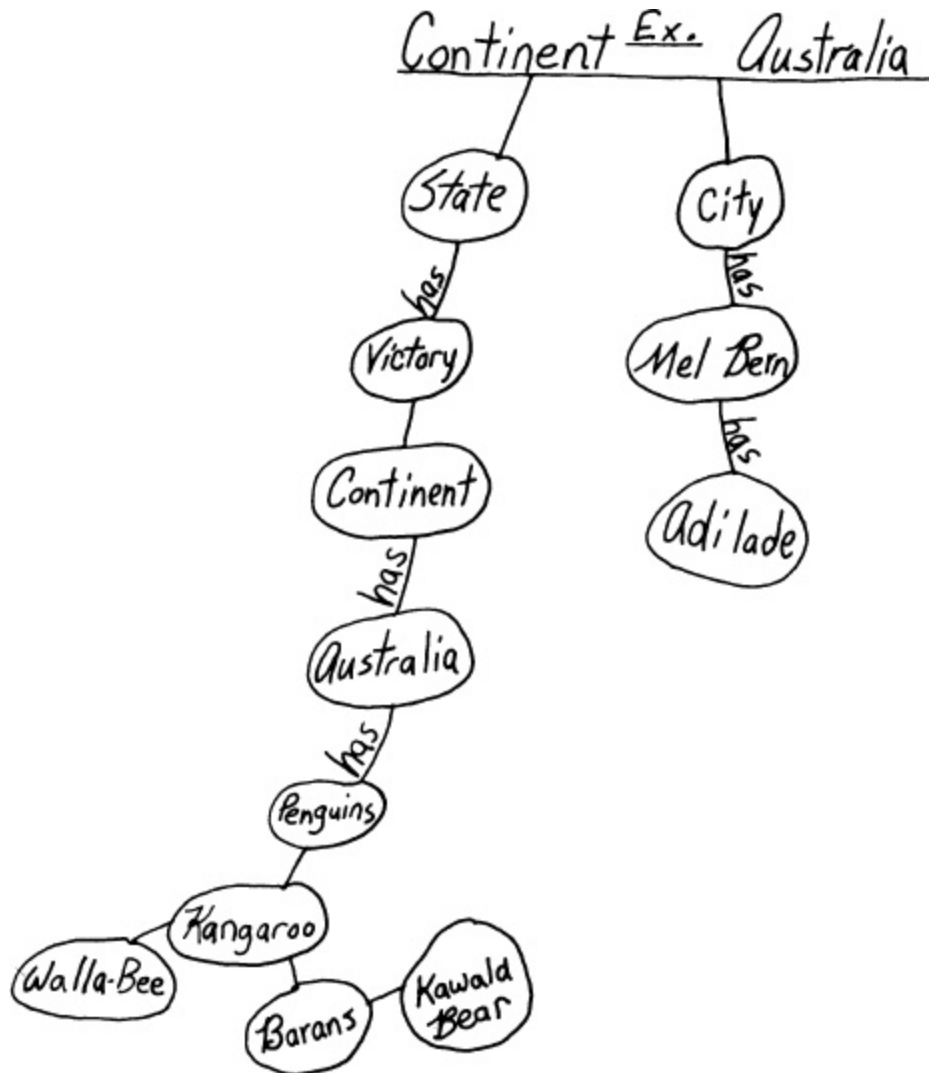 Continent Ex. Australia
State
City
has
has
Victory
Mel Bern
has
Continent
Adilade
has
Australia
has
Penguins
Kangaroo
Walla-Bee
Kawald
Bear
Barans